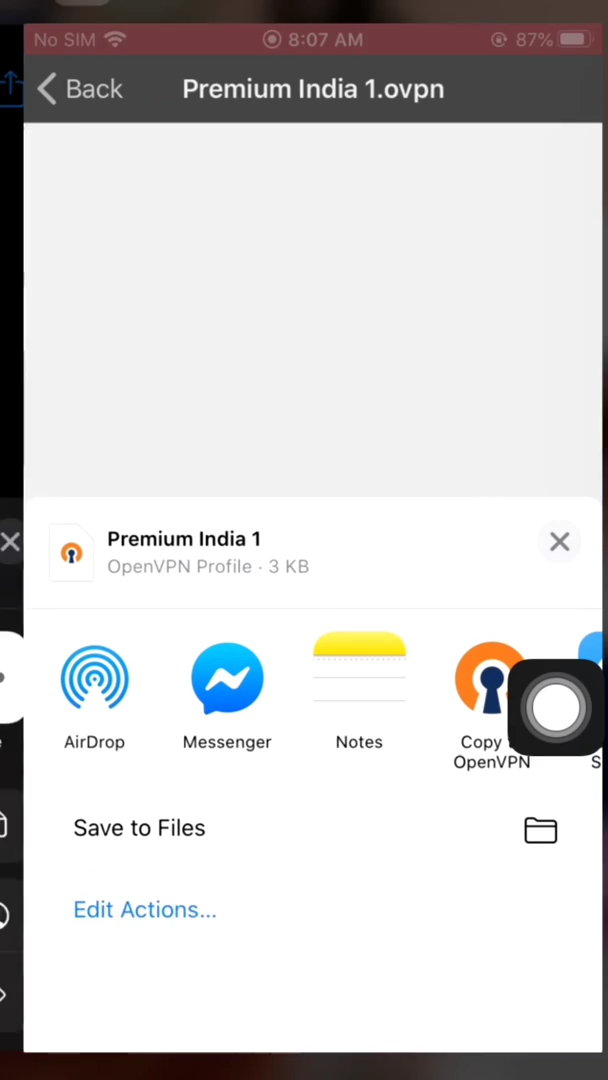 No SIM 8:07 AM 87%
Back Premium India 1.ovpn
Premium India 1
OpenVPN Profile · 3 KB
AirDrop Messenger Notes Copy
OpenVPN S
Save to Files
Edit Actions...